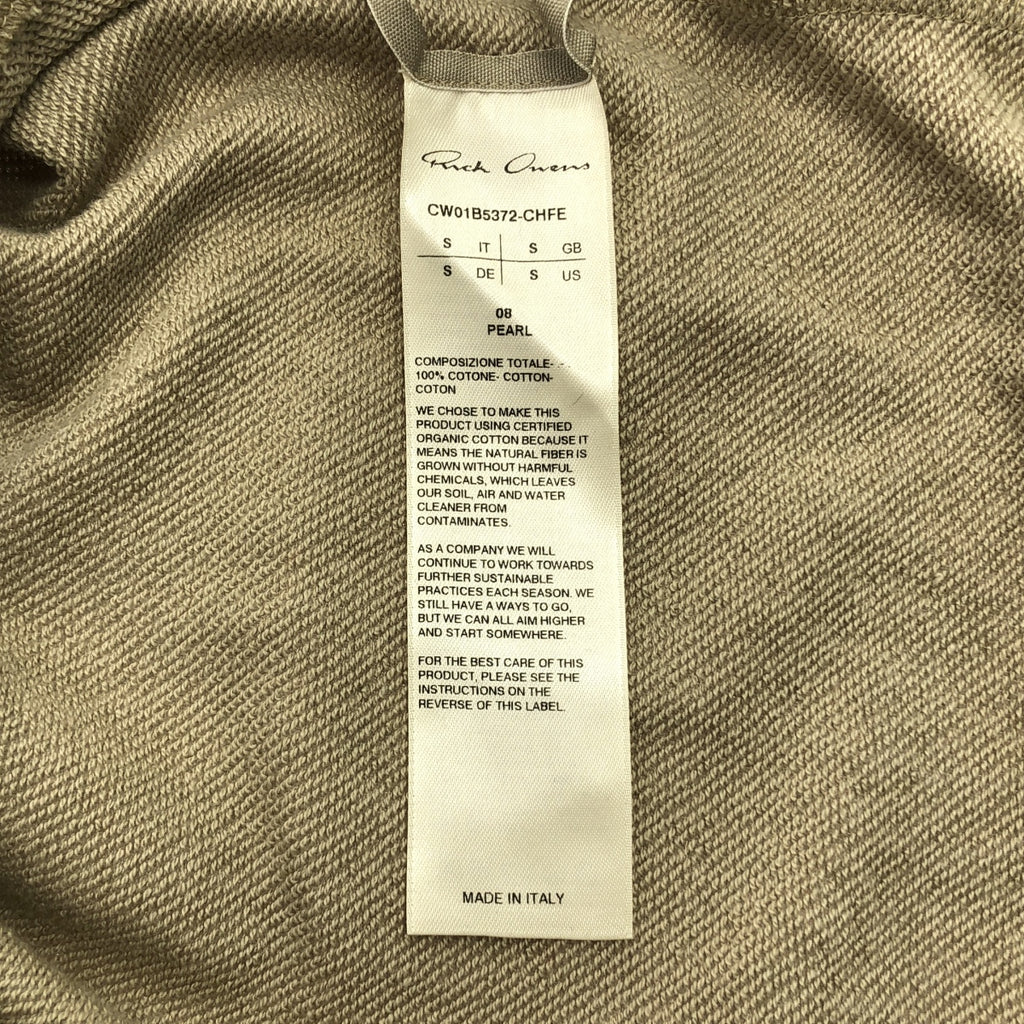 Rick Owens
CW01B5372-CHFE
S IT S GB
S DE S US
08
PEARL
COMPOSIZIONE TOTALE- -
100% COTONE- COTTON-
COTON
WE CHOSE TO MAKE THIS
PRODUCT USING CERTIFIED
ORGANIC COTTON BECAUSE IT
MEANS THE NATURAL FIBER IS
GROWN WITHOUT HARMFUL
CHEMICALS, WHICH LEAVES
OUR SOIL, AIR AND WATER
CLEANER FROM
CONTAMINATES.
AS A COMPANY WE WILL
CONTINUE TO WORK TOWARDS
FURTHER SUSTAINABLE
PRACTICES EACH SEASON. WE
STILL HAVE A WAYS TO GO,
BUT WE CAN ALL AIM HIGHER
AND START SOMEWHERE.
FOR THE BEST CARE OF THIS
PRODUCT, PLEASE SEE THE
INSTRUCTIONS ON THE
REVERSE OF THIS LABEL.
MADE IN ITALY